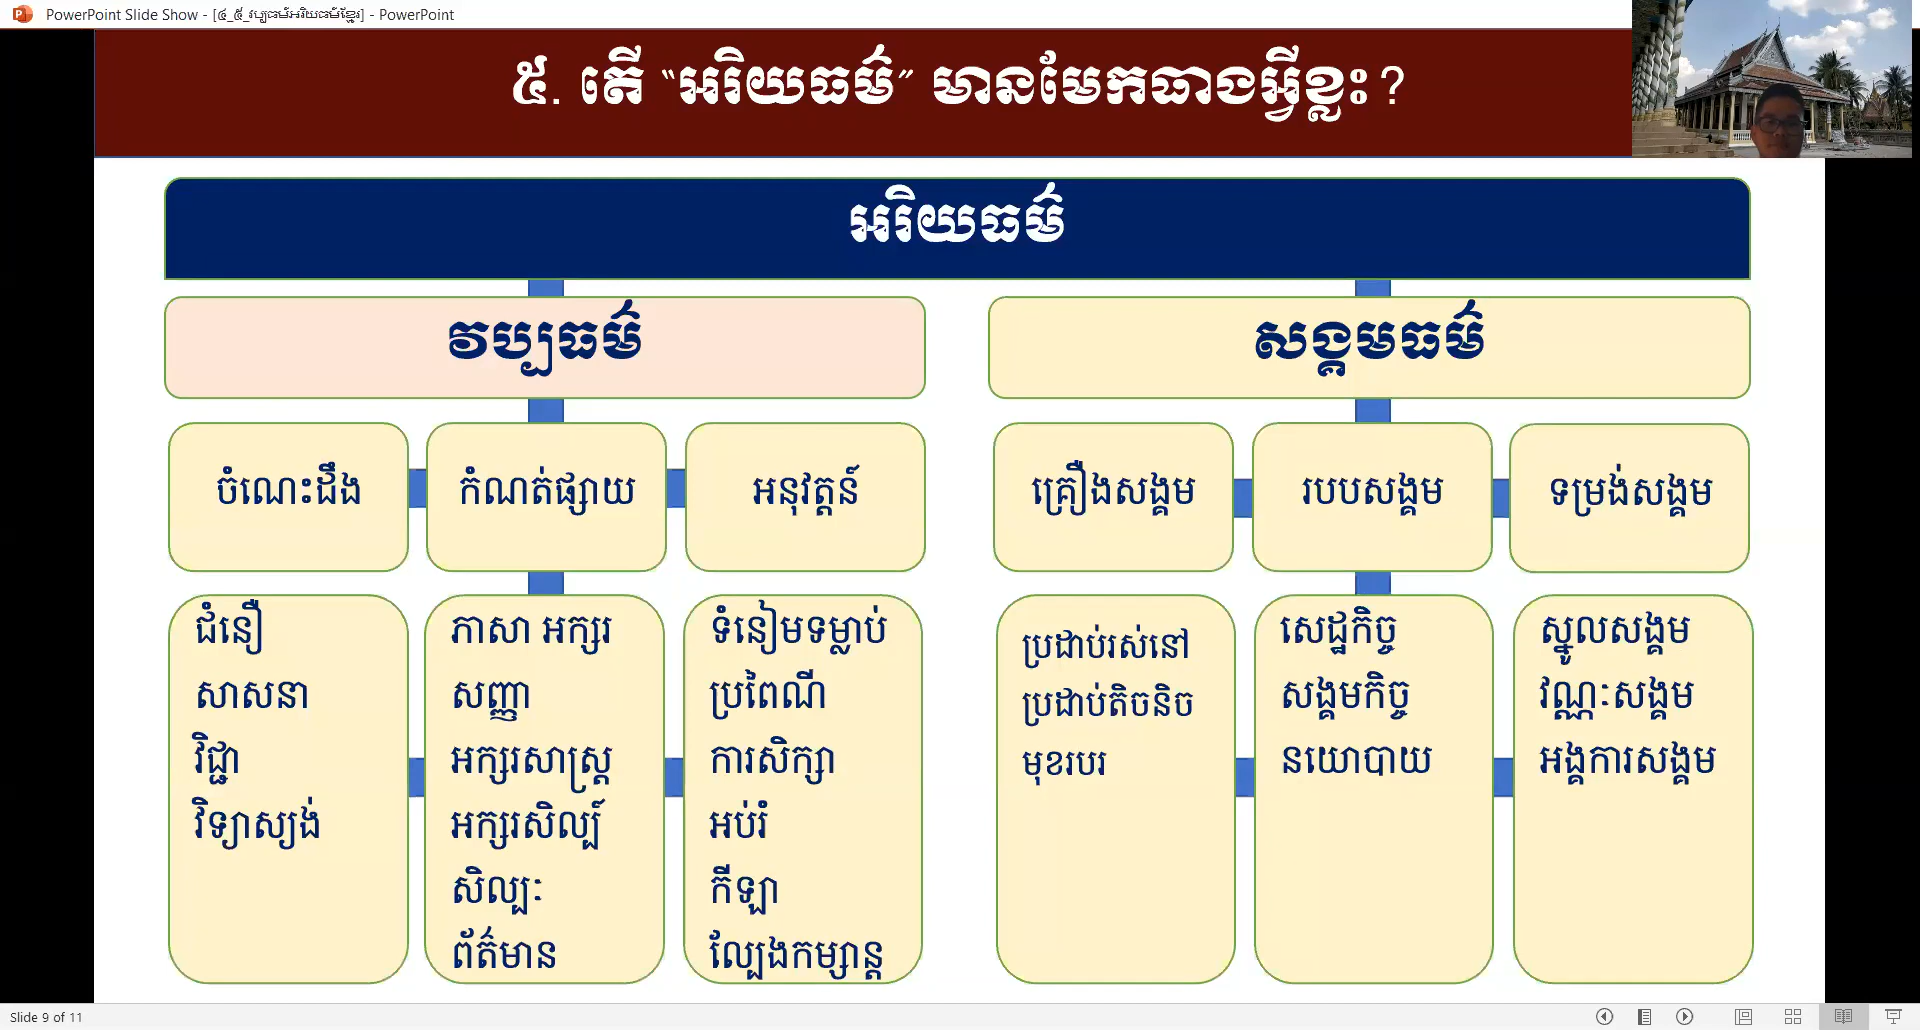 PowerPoint Slide Show - [៤_៥_វប្បធម៌អរិយធម៌ខ្មែរ] - PowerPoint
៥. តើ “អរិយធម៌” មានមែកធាងអ្វីខ្លះ?
អរិយធម៌
វប្បធម៌
សង្គមធម៌
ចំណេះដឹង
កំណត់ផ្សាយ
អនុវត្តន៍
គ្រឿងសង្គម
របបសង្គម
ទម្រង់សង្គម
ជំនឿ
សាសនា
វិជ្ជា
វិទ្យាស្យង់
ភាសា អក្សរ
សញ្ញា
អក្សរសាស្ត្រ
អក្សរសិល្ប៍
សិល្បៈ
ព័ត៌មាន
ទំនៀមទម្លាប់
ប្រពៃណី
ការសិក្សា
អប់រំ
កីឡា
ល្បែងកម្សាន្ត
ប្រដាប់រស់នៅ
ប្រដាប់តិចនិច
មុខរបរ
សេដ្ឋកិច្ច
សង្គមកិច្ច
នយោបាយ
ស្នូលសង្គម
វណ្ណៈសង្គម
អង្គការសង្គម
Slide 9 of 11